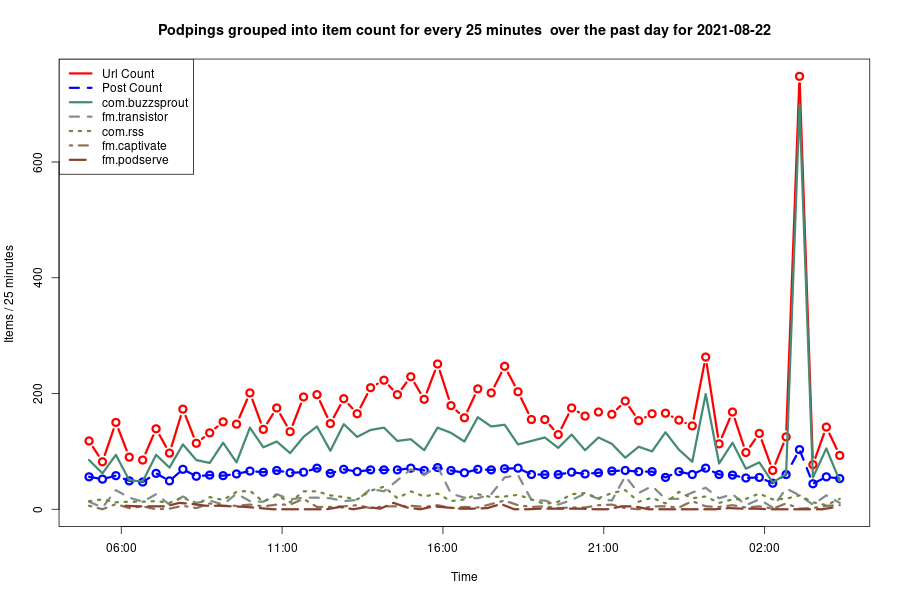 Podpings grouped into item count for every 25 minutes  over the past day for 2021-08-22
Url Count
Post Count
com.buzzsprout
fm.transistor
com.rss
fm.captivate
fm.podserve
Items / 25 minutes
600
400
200
0
06:00 11:00 16:00 21:00 02:00
Time